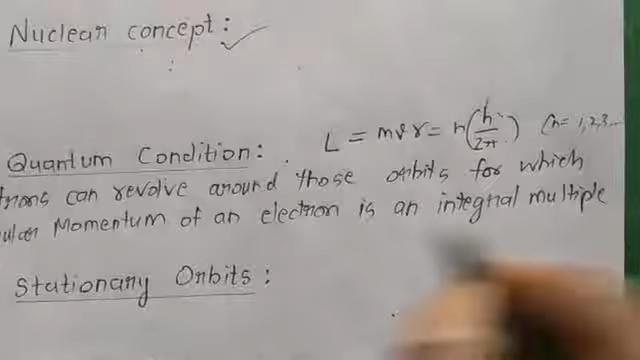 Nuclear concept:
L = mvr = n(h/2π) (n= 1,2,3...
Quantum Condition:
trons can revolve around those orbits for which
ular Momentum of an electron is an integral multiple
Stationary Orbits: